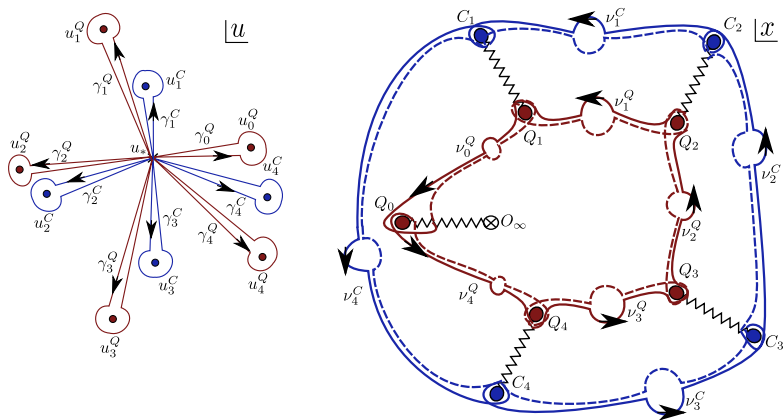 u
u_1^Q
γ_1^Q
u_1^C
γ_1^C
γ_0^Q
u_0^Q
u_*
u_2^Q
γ_2^Q
u_4^C
γ_2^C
γ_4^C
u_2^C
γ_3^C
γ_4^Q
γ_3^Q
u_3^C
u_4^Q
u_3^Q
x
C_1
ν_1^C
C_2
ν_1^Q
Q_1
Q_2
ν_0^Q
ν_2^C
Q_0
O_∞
ν_2^Q
ν_4^C
ν_4^Q
Q_3
Q_4
ν_3^Q
C_3
C_4
ν_3^C